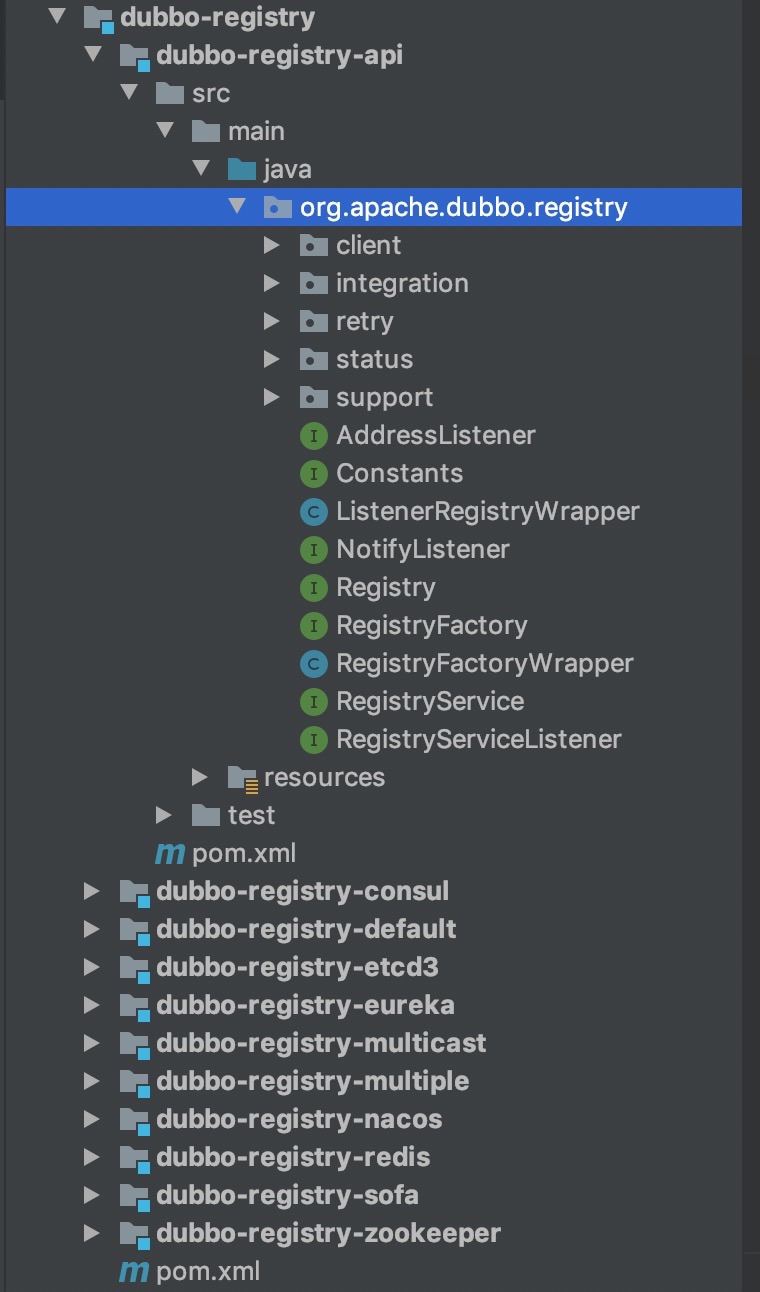 dubbo-registry
dubbo-registry-api
src
main
java
org.apache.dubbo.registry
client
integration
retry
status
support
I AddressListener
I Constants
C ListenerRegistryWrapper
I NotifyListener
I Registry
I RegistryFactory
C RegistryFactoryWrapper
I RegistryService
I RegistryServiceListener
resources
test
m pom.xml
dubbo-registry-consul
dubbo-registry-default
dubbo-registry-etcd3
dubbo-registry-eureka
dubbo-registry-multicast
dubbo-registry-multiple
dubbo-registry-nacos
dubbo-registry-redis
dubbo-registry-sofa
dubbo-registry-zookeeper
m pom.xml